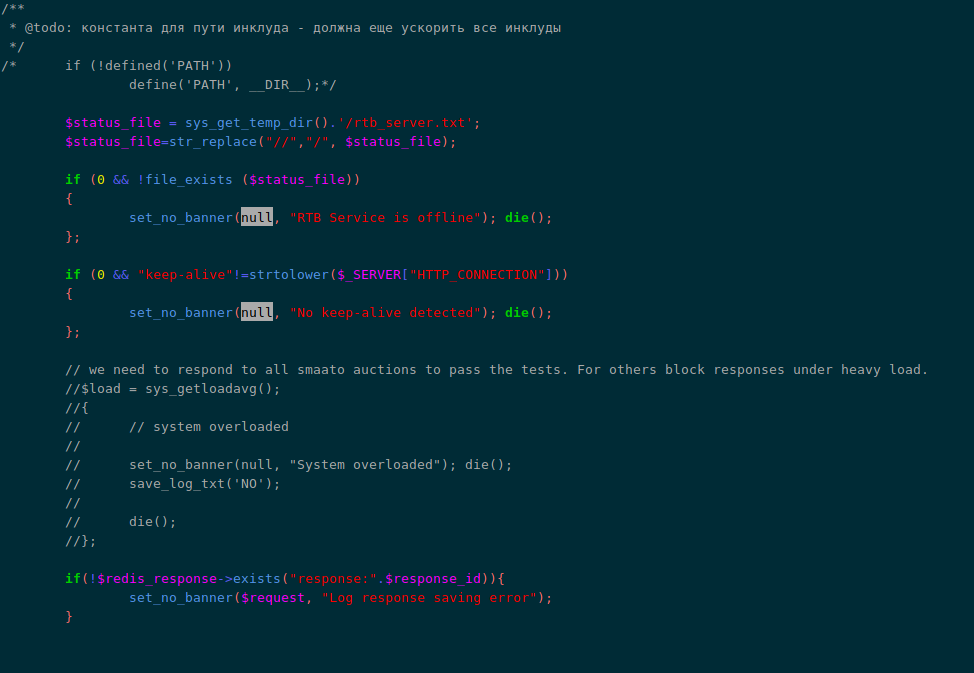 /**
 * @todo: константа для пути инклуда - должна еще ускорить все инклуды
 */
/*      if (!defined('PATH'))
                define('PATH', __DIR__);*/
        $status_file = sys_get_temp_dir().'/rtb_server.txt';
        $status_file=str_replace("//","/", $status_file);
        if (0 && !file_exists ($status_file))
        {
                set_no_banner(null, "RTB Service is offline"); die();
        };
        if (0 && "keep-alive"!=strtolower($_SERVER["HTTP_CONNECTION"]))
        {
                set_no_banner(null, "No keep-alive detected"); die();
        };
        // we need to respond to all smaato auctions to pass the tests. For others block responses under heavy load.
        //$load = sys_getloadavg();
        //{
        //      // system overloaded
        //
        //      set_no_banner(null, "System overloaded"); die();
        //      save_log_txt('NO');
        //
        //      die();
        //};
        if(!$redis_response->exists("response:".$response_id)){
                set_no_banner($request, "Log response saving error");
        }